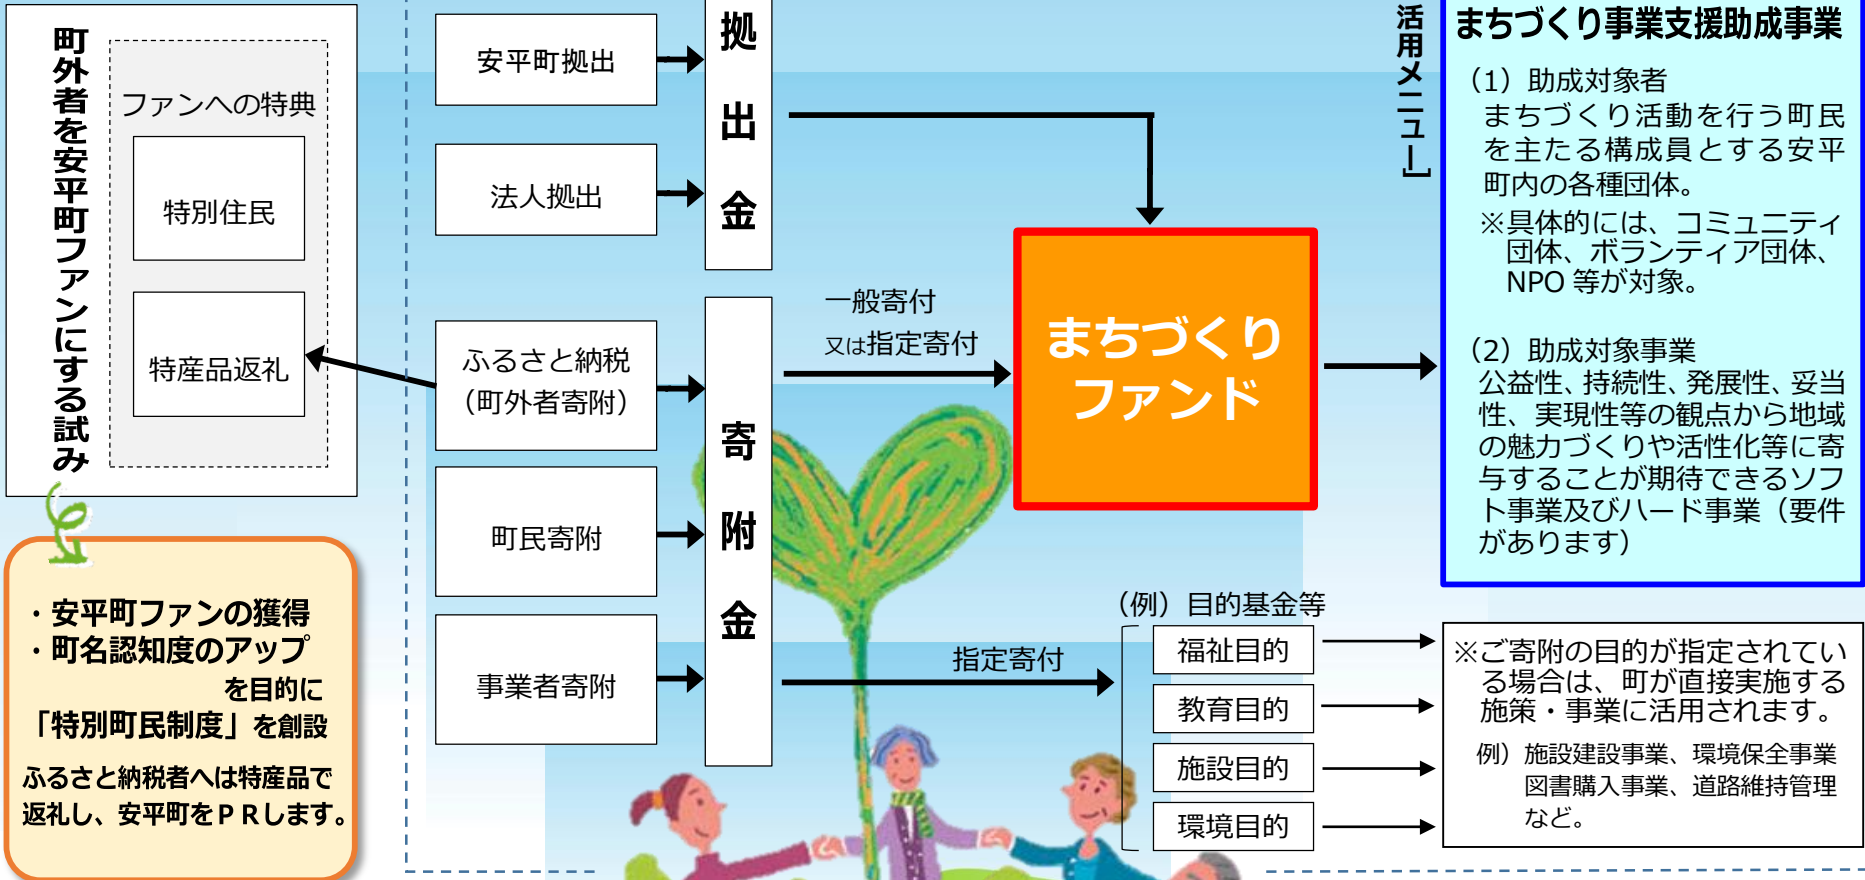 町外者を安平町ファンにする試み
ファンへの特典
特別住民
特産品返礼
・安平町ファンの獲得
・町名認知度のアップ
を目的に
「特別町民制度」を創設
ふるさと納税者へは特産品で
返礼し、安平町をＰＲします。
安平町拠出
法人拠出
拠出金
ふるさと納税
（町外者寄附）
町民寄附
事業者寄附
寄附金
一般寄付
又は指定寄付
まちづくり
ファンド
指定寄付
（例）目的基金等
福祉目的
教育目的
施設目的
環境目的
活用メニュー］
まちづくり事業支援助成事業
（1）助成対象者
まちづくり活動を行う町民
を主たる構成員とする安平
町内の各種団体。
※具体的には、コミュニティ
団体、ボランティア団体、
NPO 等が対象。
（2）助成対象事業
公益性、持続性、発展性、妥当
性、実現性等の観点から地域
の魅力づくりや活性化等に寄
与することが期待できるソフ
ト事業及びハード事業（要件
があります）
※ご寄附の目的が指定されてい
る場合は、町が直接実施する
施策・事業に活用されます。
例）施設建設事業、環境保全事業
図書購入事業、道路維持管理
など。